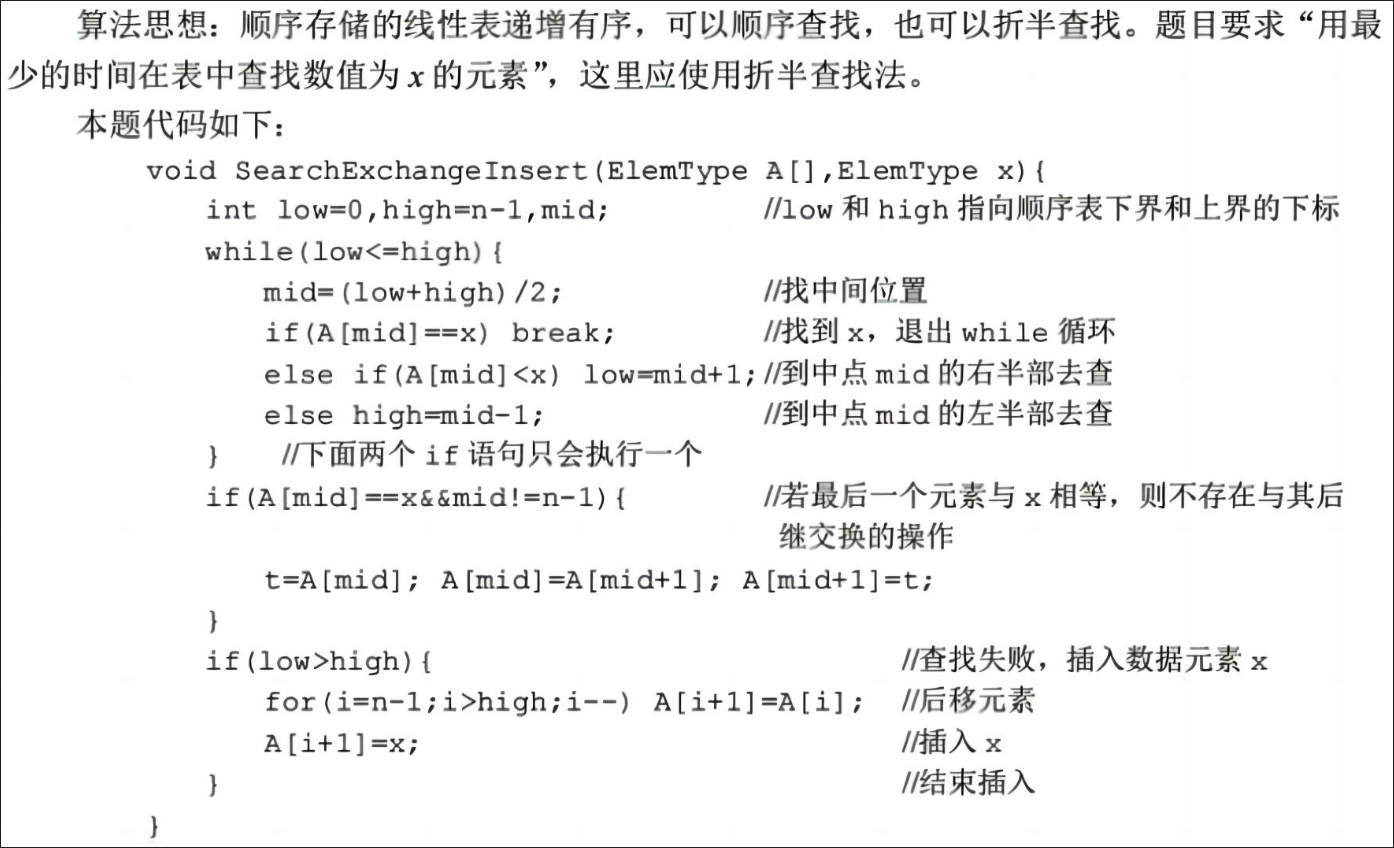 算法思想：顺序存储的线性表递增有序，可以顺序查找，也可以折半查找。题目要求“用最
少的时间在表中查找数值为 x 的元素”，这里应使用折半查找法。
本题代码如下：
void SearchExchangeInsert(ElemType A[],ElemType x){
int low=0,high=n-1,mid; //low 和 high 指向顺序表下界和上界的下标
while(low<=high){
mid=(low+high)/2; //找中间位置
if(A[mid]==x) break; //找到 x，退出 while 循环
else if(A[mid]<x) low=mid+1; //到中点 mid 的右半部去查
else high=mid-1; //到中点 mid 的左半部去查
} //下面两个 if 语句只会执行一个
if(A[mid]==x&&mid!=n-1){ //若最后一个元素与 x 相等，则不存在与其后
继交换的操作
t=A[mid]; A[mid]=A[mid+1]; A[mid+1]=t;
}
if(low>high){ //查找失败，插入数据元素 x
for(i=n-1;i>high;i--) A[i+1]=A[i]; //后移元素
A[i+1]=x; //插入 x
} //结束插入
}